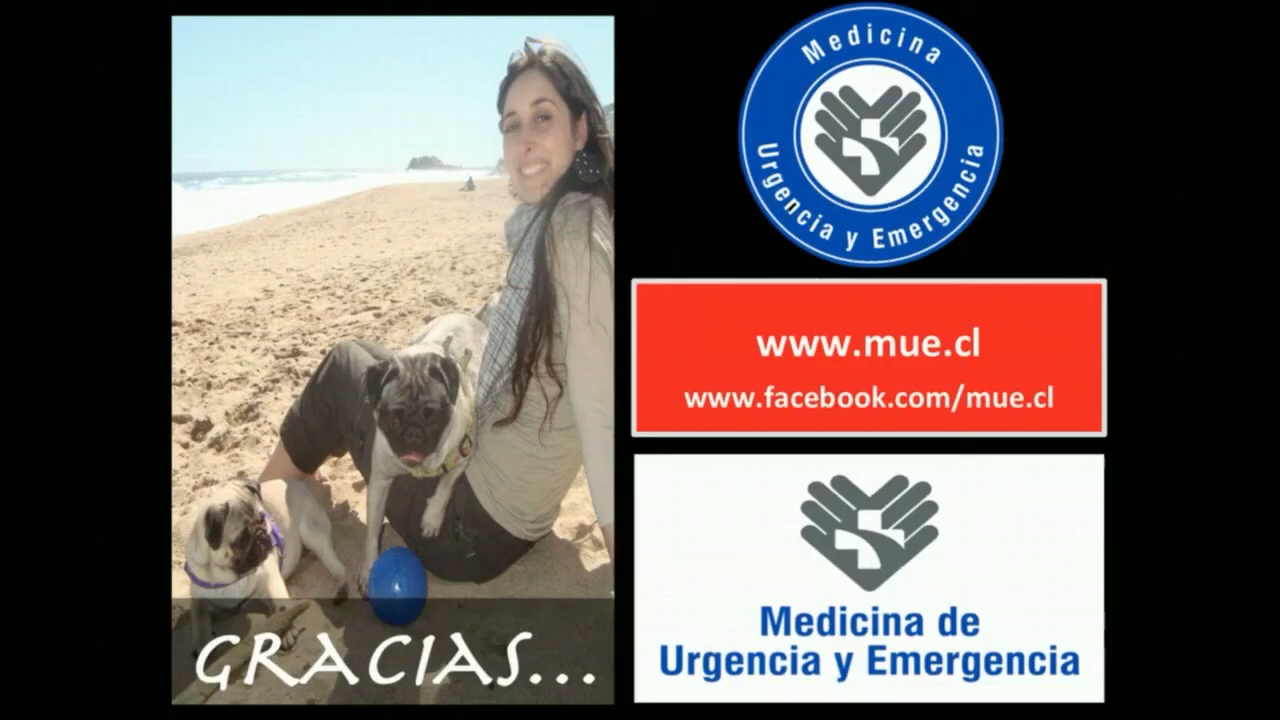 GRACIAS...
Medicina
Urgencia y Emergencia
www.mue.cl
www.facebook.com/mue.cl
Medicina de
Urgencia y Emergencia